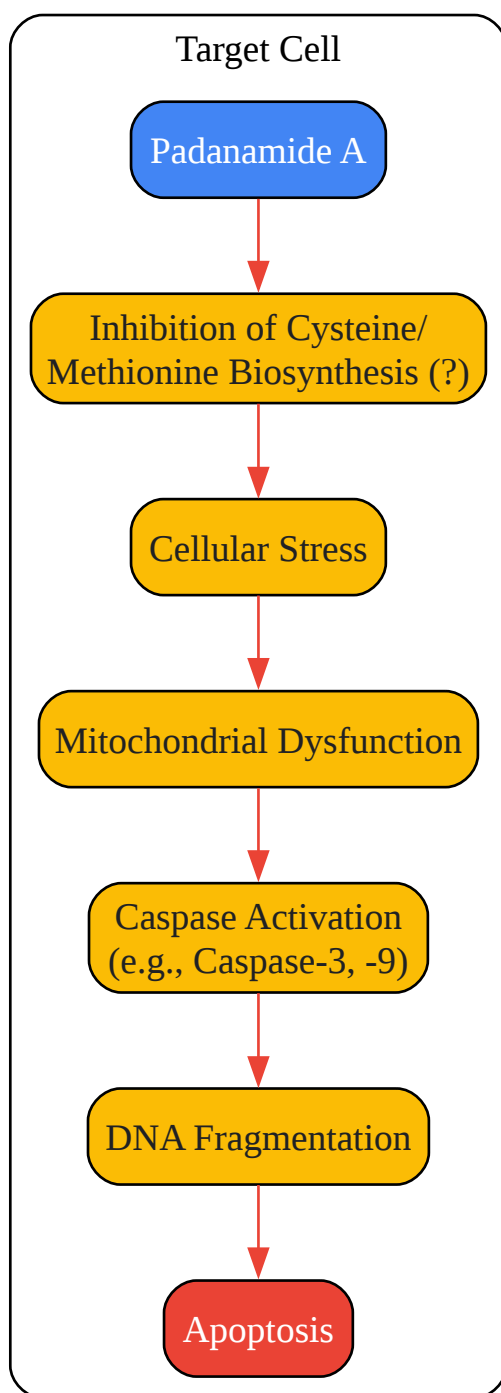 Target Cell
Padanamide A
Inhibition of Cysteine/
Methionine Biosynthesis (?)
Cellular Stress
Mitochondrial Dysfunction
Caspase Activation
(e.g., Caspase-3, -9)
DNA Fragmentation
Apoptosis